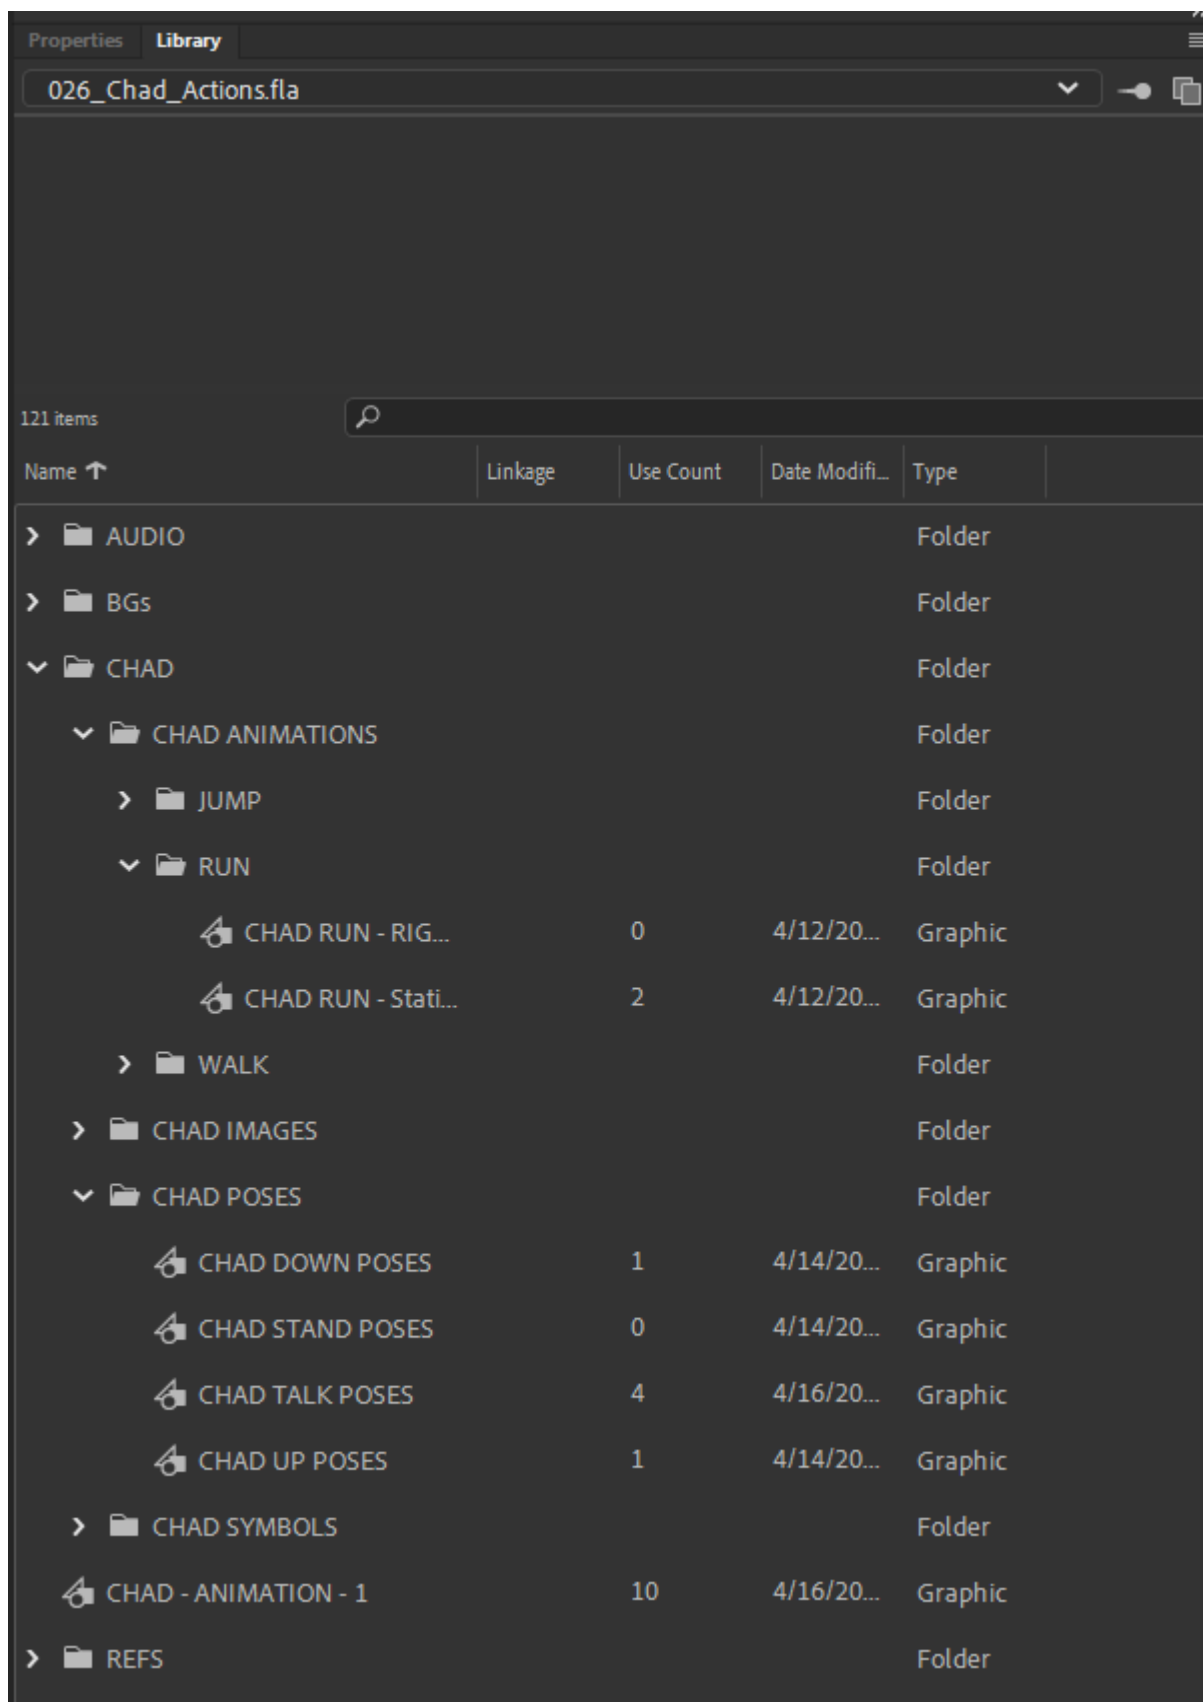 Properties Library
026_Chad_Actions.fla
121 items
Name Linkage Use Count Date Modifi... Type
AUDIO Folder
BGs Folder
CHAD Folder
CHAD ANIMATIONS Folder
JUMP Folder
RUN Folder
CHAD RUN - RIG... 0 4/12/20... Graphic
CHAD RUN - Stati... 2 4/12/20... Graphic
WALK Folder
CHAD IMAGES Folder
CHAD POSES Folder
CHAD DOWN POSES 1 4/14/20... Graphic
CHAD STAND POSES 0 4/14/20... Graphic
CHAD TALK POSES 4 4/16/20... Graphic
CHAD UP POSES 1 4/14/20... Graphic
CHAD SYMBOLS Folder
CHAD - ANIMATION - 1 10 4/16/20... Graphic
REFS Folder